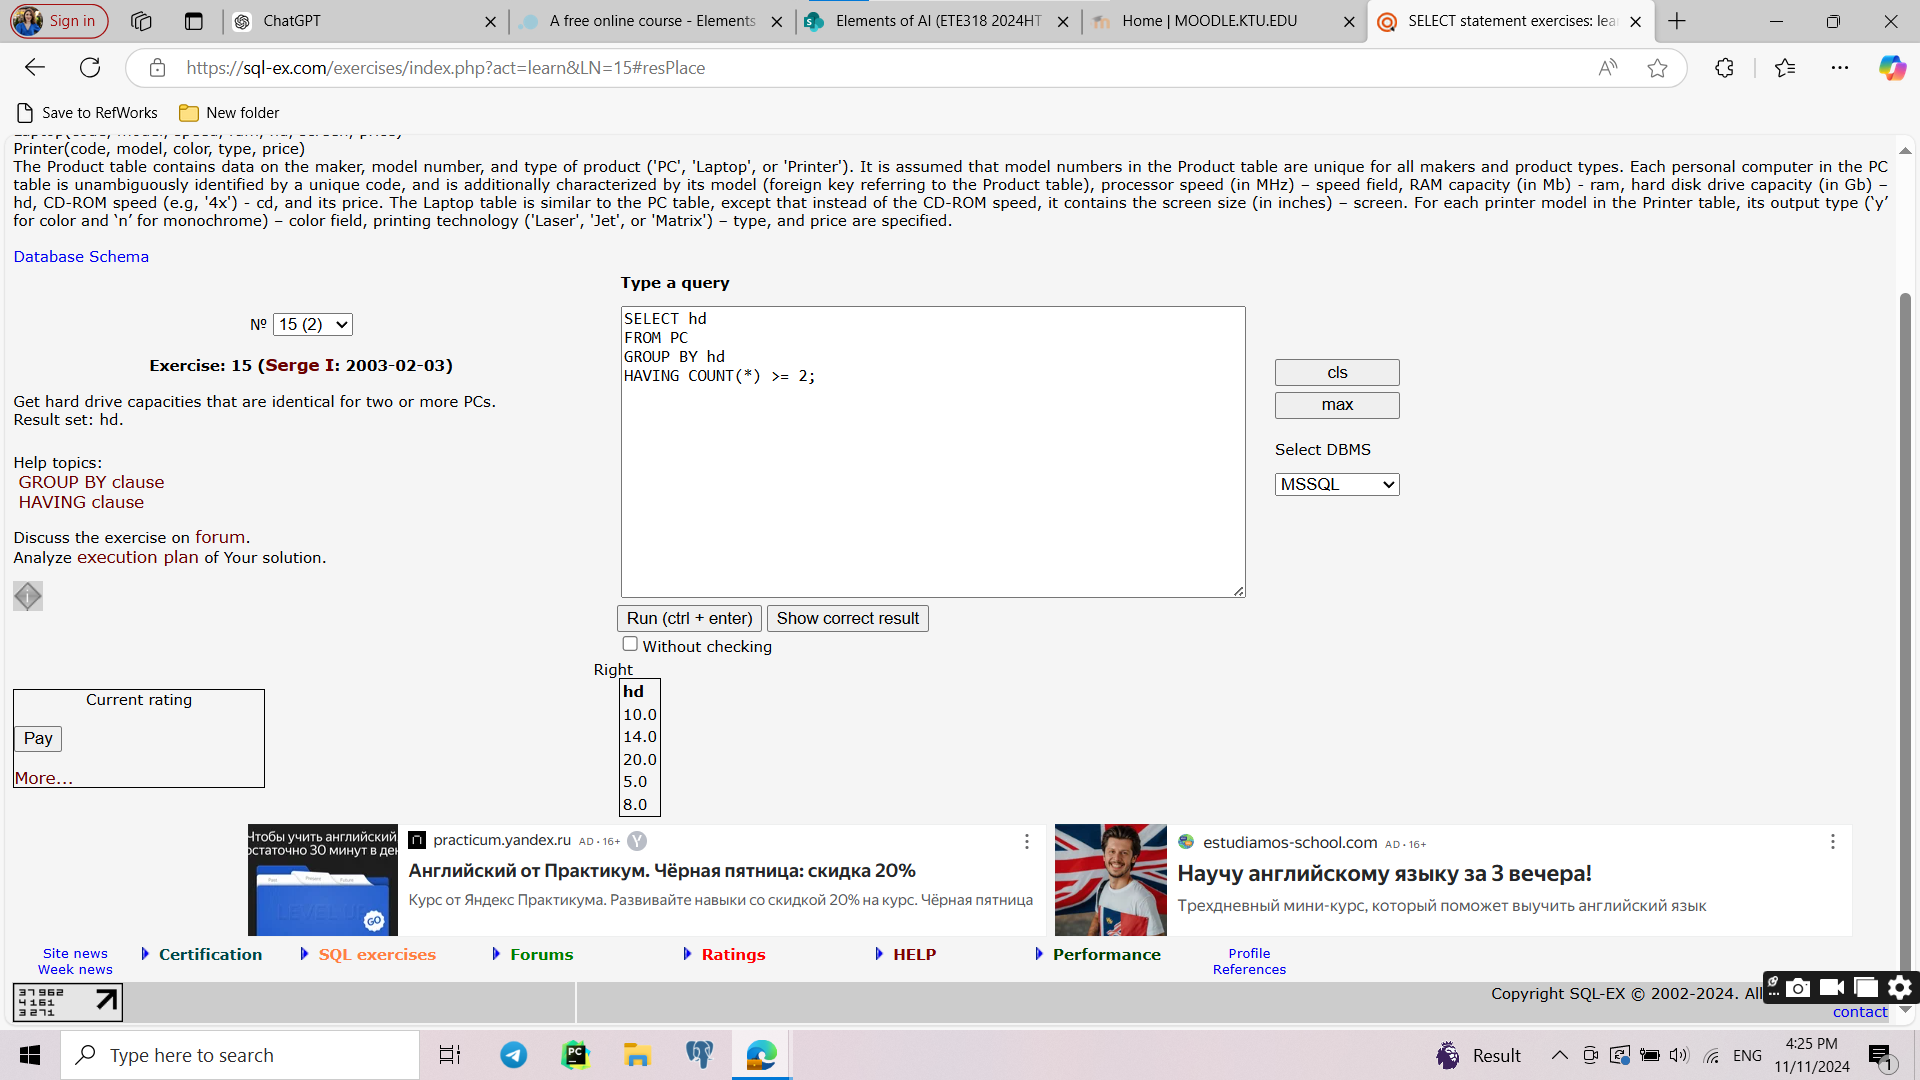 Sign in
ChatGPT
A free online course - Elements
Elements of AI (ETE318 2024HT
Home | MOODLE.KTU.EDU
SELECT statement exercises: lea
https://sql-ex.com/exercises/index.php?act=learn&LN=15#resPlace
Save to RefWorks
New folder
Laptop(code, model, speed, ram, hd, screen, price)
Printer(code, model, color, type, price)
The Product table contains data on the maker, model number, and type of product ('PC', 'Laptop', or 'Printer'). It is assumed that model numbers in the Product table are unique for all makers and product types. Each personal computer in the PC
table is unambiguously identified by a unique code, and is additionally characterized by its model (foreign key referring to the Product table), processor speed (in MHz) – speed field, RAM capacity (in Mb) - ram, hard disk drive capacity (in Gb) –
hd, CD-ROM speed (e.g, '4x') - cd, and its price. The Laptop table is similar to the PC table, except that instead of the CD-ROM speed, it contains the screen size (in inches) – screen. For each printer model in the Printer table, its output type (‘y’
for color and ‘n’ for monochrome) – color field, printing technology ('Laser', 'Jet', or 'Matrix') – type, and price are specified.
Database Schema
Type a query
№ 15 (2)
Exercise: 15 (Serge I: 2003-02-03)
Get hard drive capacities that are identical for two or more PCs.
Result set: hd.
Help topics:
GROUP BY clause
HAVING clause
Discuss the exercise on forum.
Analyze execution plan of Your solution.
SELECT hd
FROM PC
GROUP BY hd
HAVING COUNT(*) >= 2;
cls
max
Select DBMS
MSSQL
Run (ctrl + enter)
Show correct result
Without checking
Right
hd
10.0
14.0
20.0
5.0
8.0
Current rating
Pay
More...
Чтобы учить английский
остаточно 30 минут в ден
Past
Present
Future
LEVEL UP
GO
practicum.yandex.ru AD • 16+ Y
Английский от Практикум. Чёрная пятница: скидка 20%
Курс от Яндекс Практикума. Развивайте навыки со скидкой 20% на курс. Чёрная пятница
estudiamos-school.com AD • 16+
Научу английскому языку за 3 вечера!
Трехдневный мини-курс, который поможет выучить английский язык
Site news
Week news
Certification
SQL exercises
Forums
Ratings
HELP
Performance
Profile
References
37962
4161
3271
Copyright SQL-EX © 2002-2024. All
contact
Type here to search
PC
Result
ENG
4:25 PM
11/11/2024
1